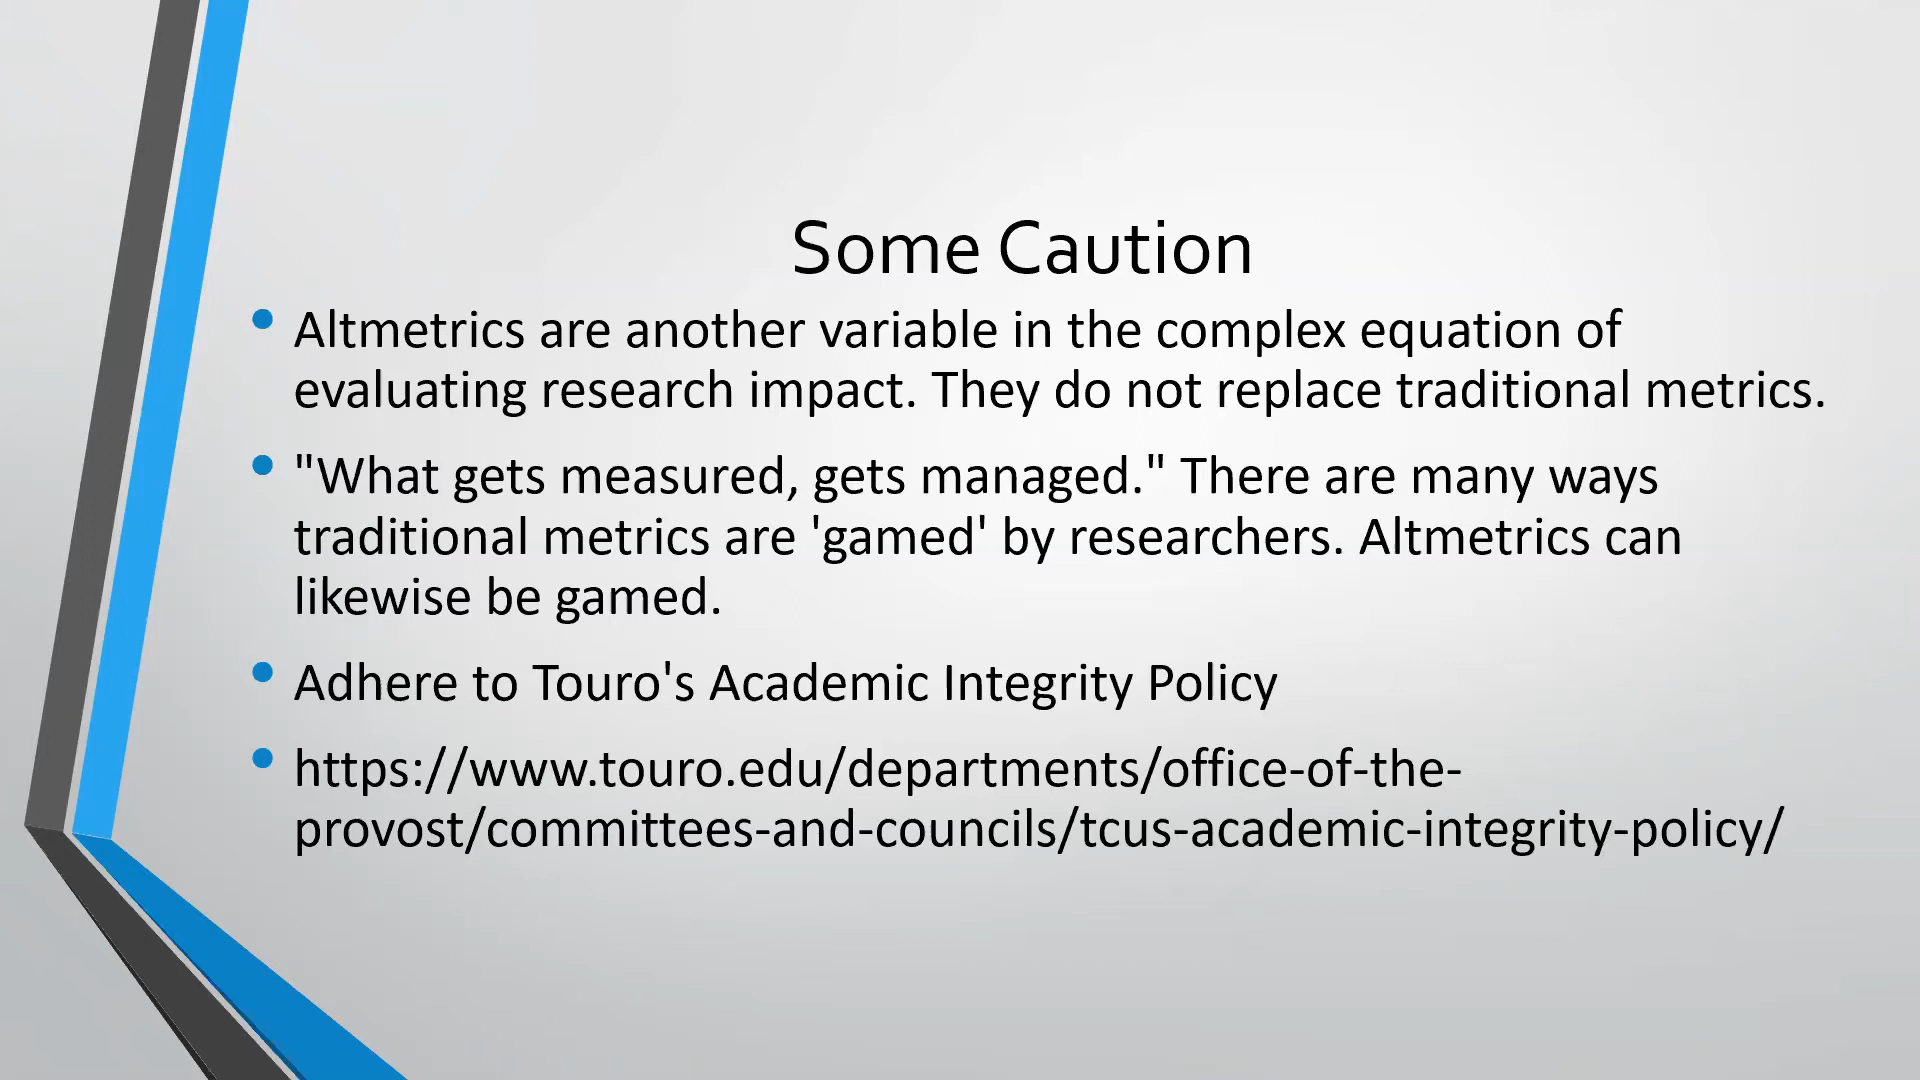 Some Caution
Altmetrics are another variable in the complex equation of
evaluating research impact. They do not replace traditional metrics.
"What gets measured, gets managed." There are many ways
traditional metrics are 'gamed' by researchers. Altmetrics can
likewise be gamed.
Adhere to Touro's Academic Integrity Policy
https://www.touro.edu/departments/office-of-the-
provost/committees-and-councils/tcus-academic-integrity-policy/